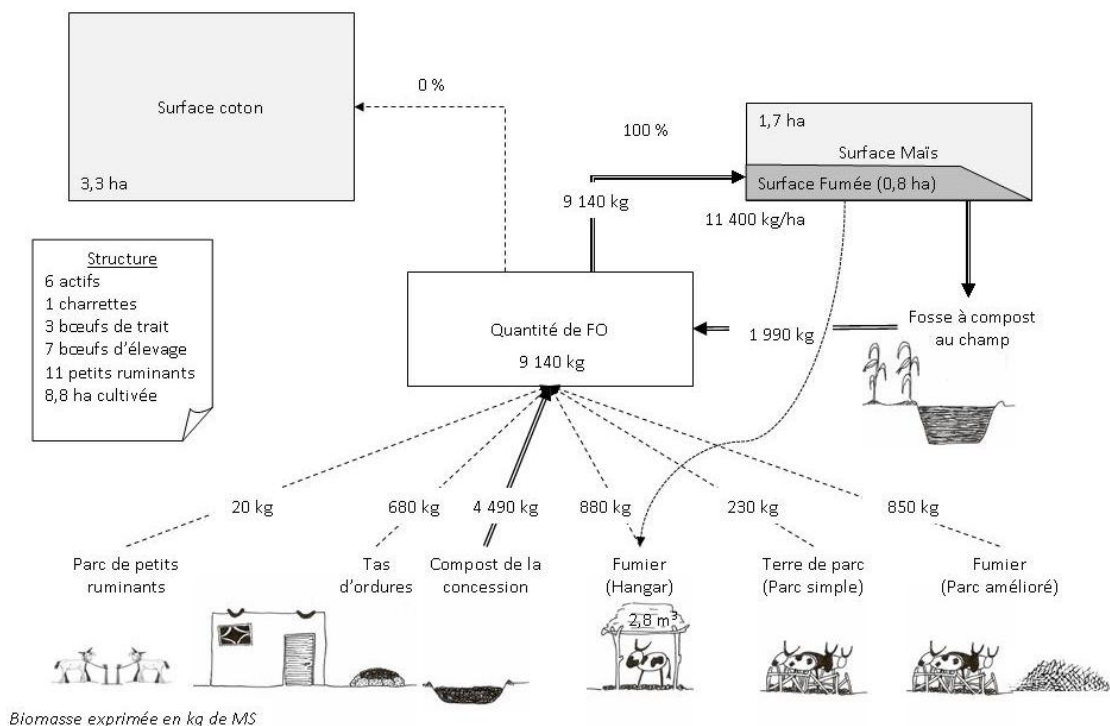 0 %
Surface coton
3,3 ha
100 %
1,7 ha
Surface Maïs
Surface Fumée (0,8 ha)
9 140 kg
11 400 kg/ha
Structure
6 actifs
1 charrettes
3 bœufs de trait
7 bœufs d'élevage
11 petits ruminants
8,8 ha cultivée
Quantité de FO
9 140 kg
1 990 kg
Fosse à compost
au champ
20 kg
680 kg
4 490 kg
880 kg
230 kg
850 kg
Parc de petits
ruminants
Tas
d'ordures
Compost de la
concession
Fumier
(Hangar)
Terre de parc
(Parc simple)
Fumier
(Parc amélioré)
2,8 m³
Biomasse exprimée en kg de MS